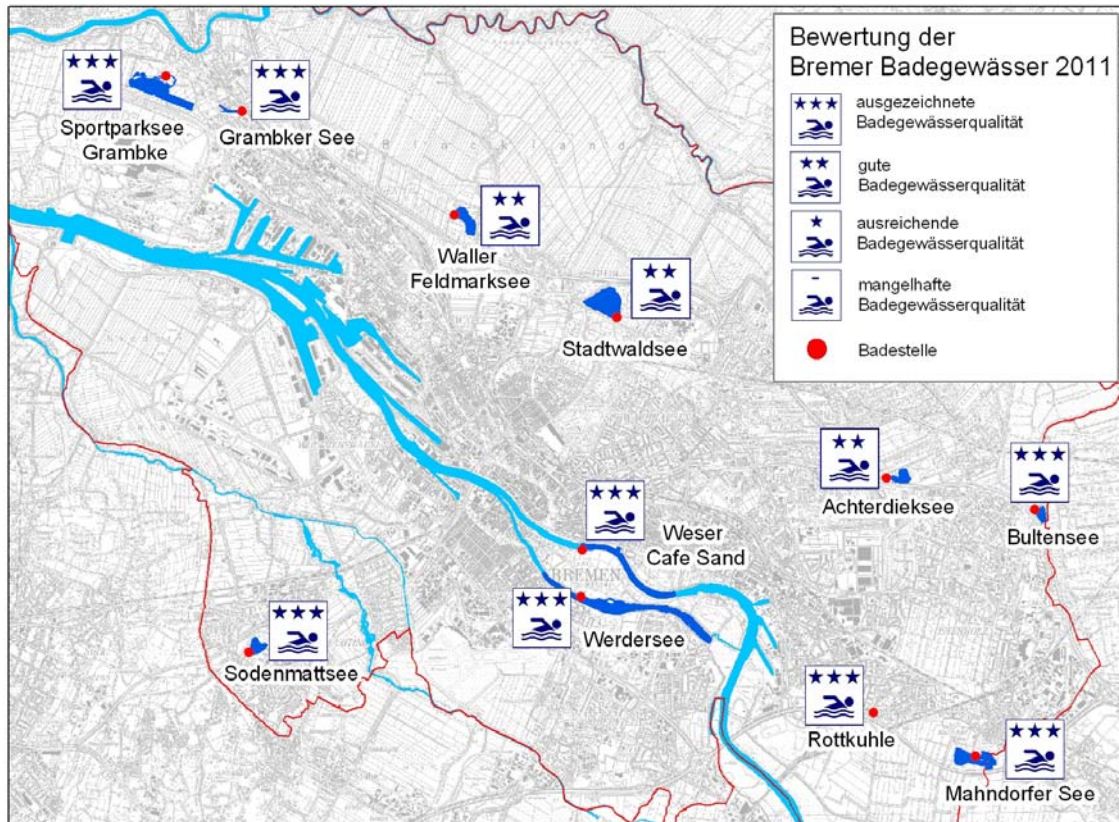 Bewertung der
Bremer Badegewässer 2011
★★★ ausgezeichnete
Badegewässerqualität
★★ gute
Badegewässerqualität
★ ausreichende
Badegewässerqualität
- mangelhafte
Badegewässerqualität
Badestelle
Sportparksee
Grambke
Grambker See
Waller
Feldmarksee
Stadtwaldsee
Achterdieksee
Bultensee
Weser
Cafe Sand
BREMEN
Werdersee
Sodenmattsee
Rottkuhle
Mahndorfer See